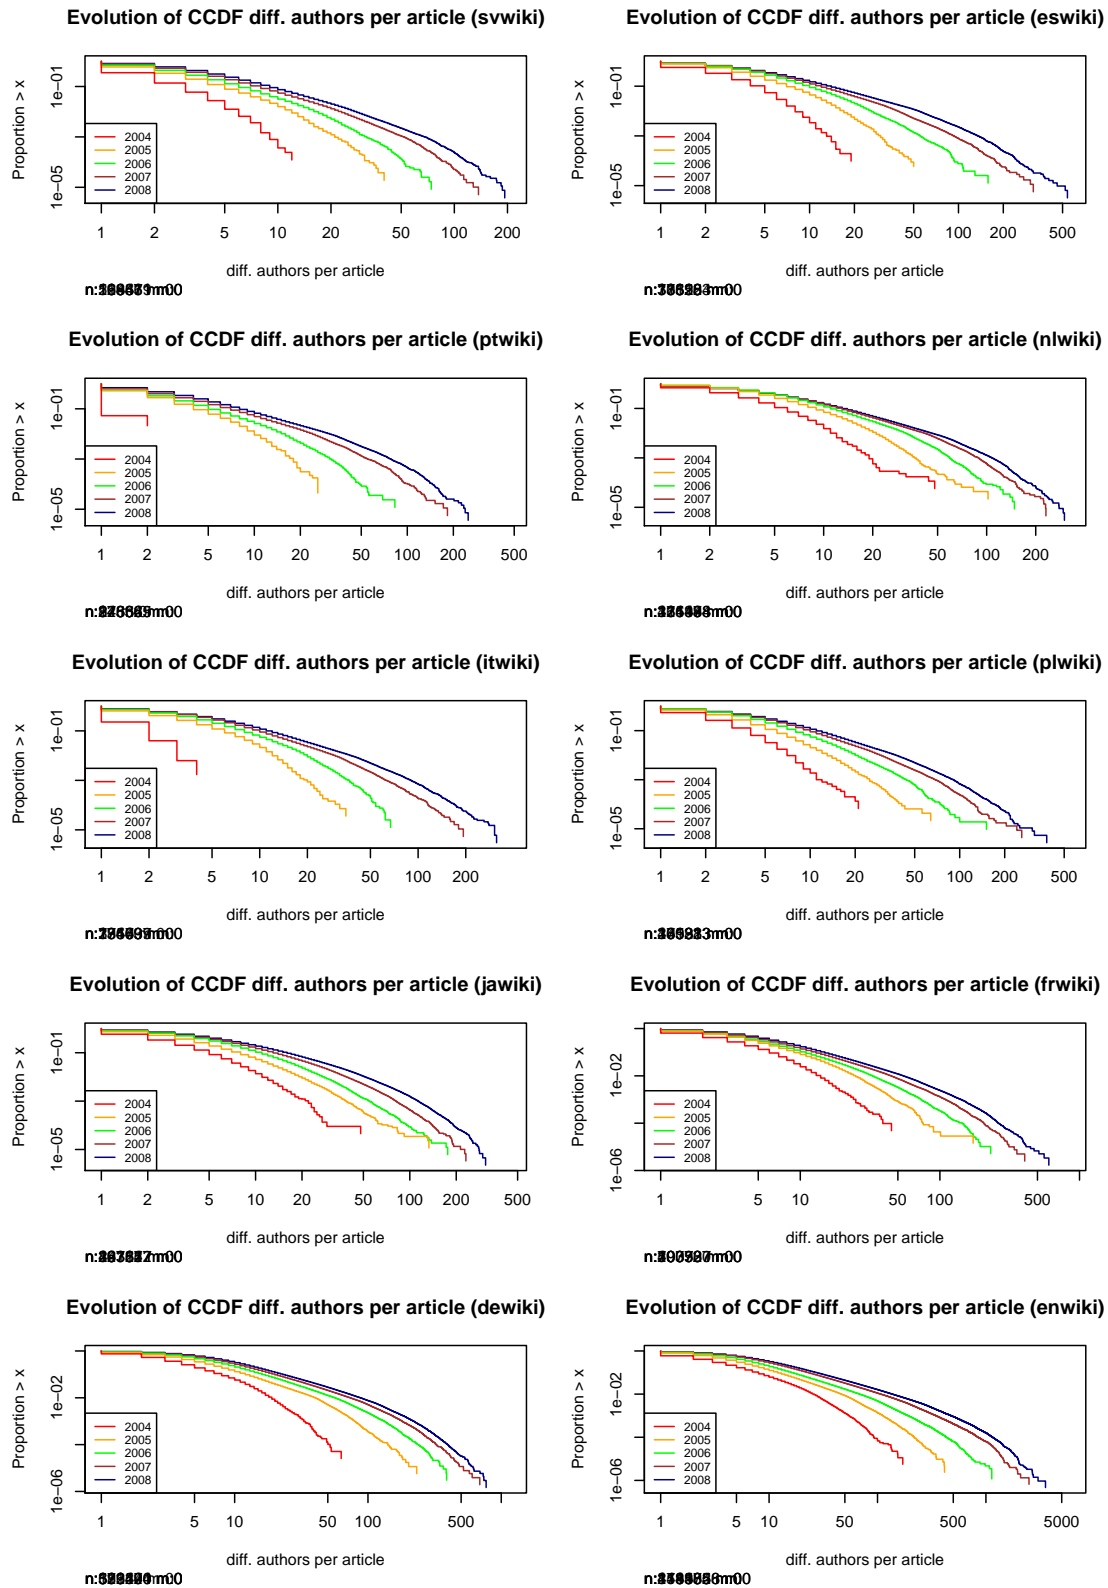 Evolution of CCDF diff. authors per article (svwiki)
Proportion > x
1e-05 1e-01
2004
2005
2006
2007
2008
1 2 5 10 20 50 100 200
diff. authors per article
Evolution of CCDF diff. authors per article (eswiki)
Proportion > x
1e-05 1e-01
2004
2005
2006
2007
2008
1 2 5 10 20 50 100 200 500
diff. authors per article
Evolution of CCDF diff. authors per article (ptwiki)
Proportion > x
1e-05 1e-01
2004
2005
2006
2007
2008
1 2 5 10 20 50 100 200 500
diff. authors per article
Evolution of CCDF diff. authors per article (nlwiki)
Proportion > x
1e-05 1e-01
2004
2005
2006
2007
2008
1 2 5 10 20 50 100 200
diff. authors per article
Evolution of CCDF diff. authors per article (itwiki)
Proportion > x
1e-05 1e-01
2004
2005
2006
2007
2008
1 2 5 10 20 50 100 200
diff. authors per article
Evolution of CCDF diff. authors per article (plwiki)
Proportion > x
1e-05 1e-01
2004
2005
2006
2007
2008
1 2 5 10 20 50 100 200 500
diff. authors per article
Evolution of CCDF diff. authors per article (jawiki)
Proportion > x
1e-05 1e-01
2004
2005
2006
2007
2008
1 2 5 10 20 50 100 200 500
diff. authors per article
Evolution of CCDF diff. authors per article (frwiki)
Proportion > x
1e-06 1e-02
2004
2005
2006
2007
2008
1 5 10 50 100 500
diff. authors per article
Evolution of CCDF diff. authors per article (dewiki)
Proportion > x
1e-06 1e-02
2004
2005
2006
2007
2008
1 5 10 50 100 500
diff. authors per article
Evolution of CCDF diff. authors per article (enwiki)
Proportion > x
1e-06 1e-02
2004
2005
2006
2007
2008
1 5 10 50 500 5000
diff. authors per article